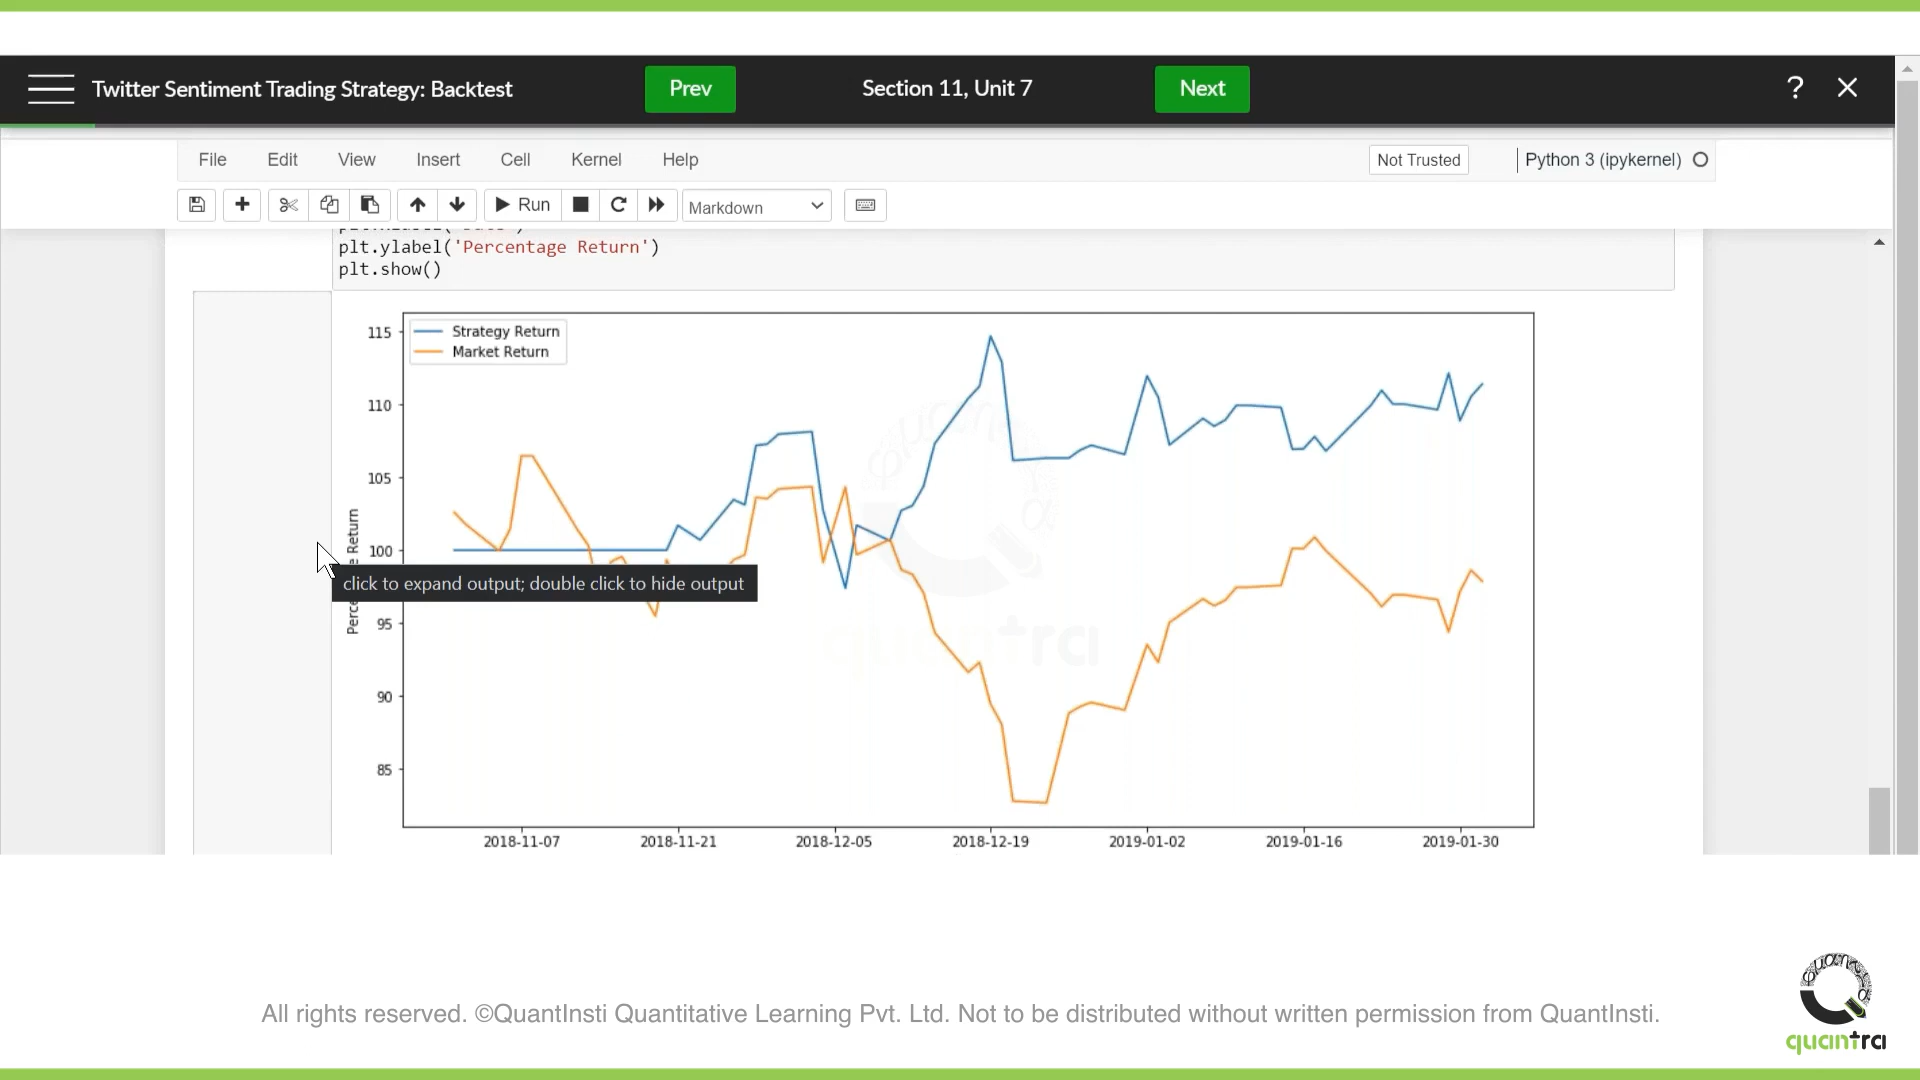 Twitter Sentiment Trading Strategy: Backtest
Prev
Section 11, Unit 7
Next
?
File Edit View Insert Cell Kernel Help
Not Trusted
Python 3 (ipykernel)
Run
Markdown
plt.ylabel('Percentage Return')
plt.show()
Strategy Return
Market Return
115
110
105
100
95
90
85
Return
click to expand output; double click to hide output
2018-11-07 2018-11-21 2018-12-05 2018-12-19 2019-01-02 2019-01-16 2019-01-30
quantra
All rights reserved. ©QuantInsti Quantitative Learning Pvt. Ltd. Not to be distributed without written permission from QuantInsti.
quantra